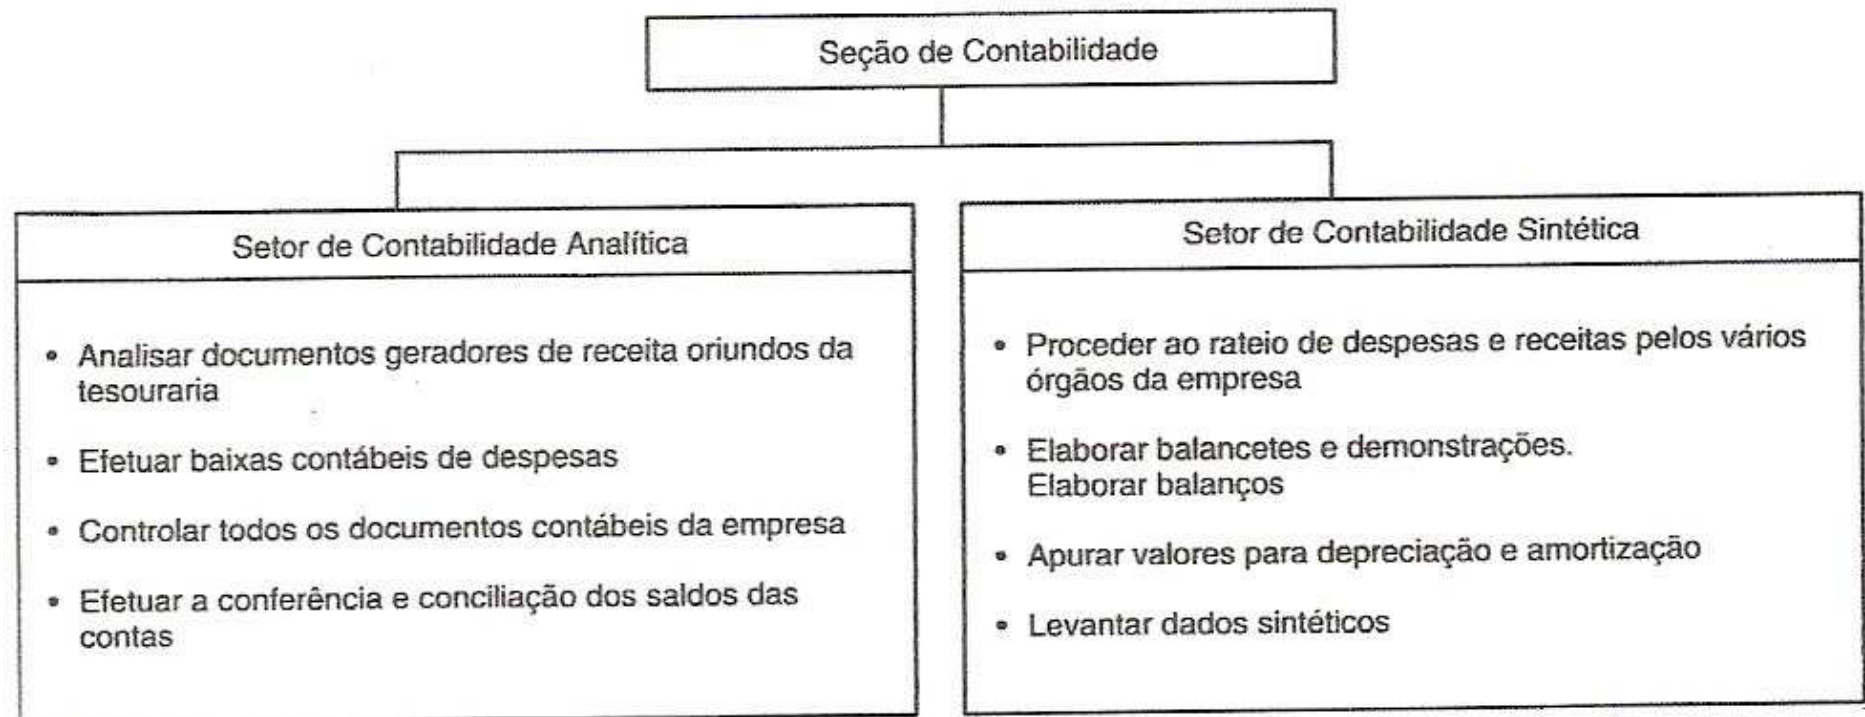 Seção de Contabilidade
Setor de Contabilidade Analítica
• Analisar documentos geradores de receita oriundos da
tesouraria
• Efetuar baixas contábeis de despesas
• Controlar todos os documentos contábeis da empresa
• Efetuar a conferência e conciliação dos saldos das
contas
Setor de Contabilidade Sintética
• Proceder ao rateio de despesas e receitas pelos vários
órgãos da empresa
• Elaborar balancetes e demonstrações.
Elaborar balanços
• Apurar valores para depreciação e amortização
• Levantar dados sintéticos